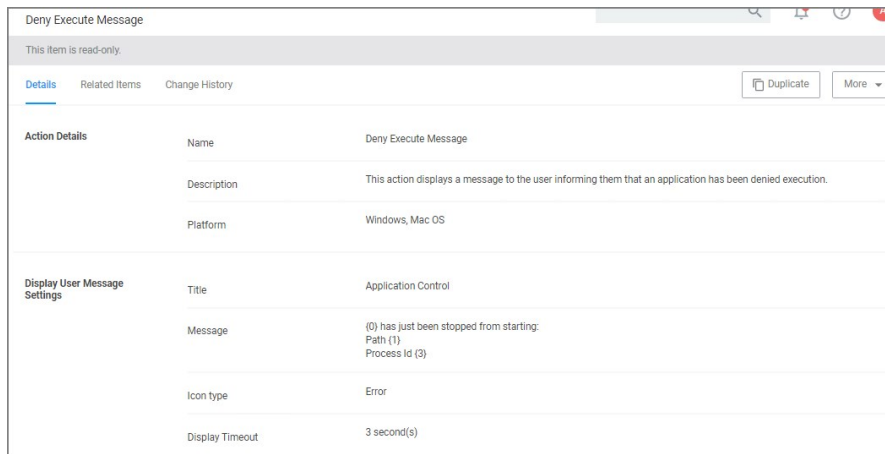 Deny Execute Message
This item is read-only.
Details Related Items Change History Duplicate More
Action Details
Name Deny Execute Message
Description This action displays a message to the user informing them that an application has been denied execution.
Platform Windows, Mac OS
Display User Message
Settings
Title Application Control
Message {0} has just been stopped from starting:
Path {1}
Process Id {3}
Icon type Error
Display Timeout 3 second(s)